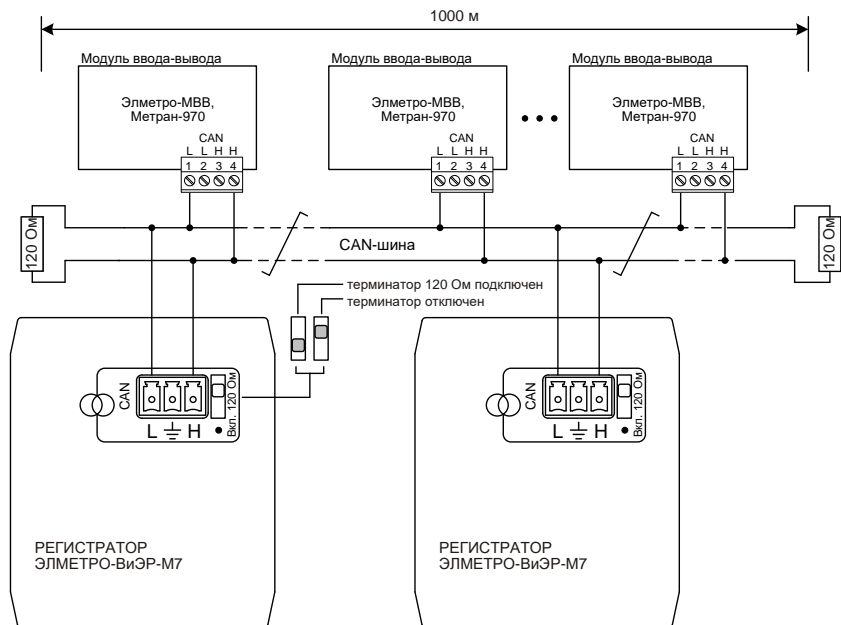 1000 м
Модуль ввода-вывода
Элметро-МВВ,
Метран-970
CAN
L L H H
1 2 3 4
Модуль ввода-вывода
Элметро-МВВ,
Метран-970
CAN
L L H H
1 2 3 4
Модуль ввода-вывода
Элметро-МВВ,
Метран-970
CAN
L L H H
1 2 3 4
120 Ом
CAN-шина
120 Ом
терминатор 120 Ом подключен
терминатор отключен
CAN
L H
Вкл. 120 Ом
РЕГИСТРАТОР
ЭЛМЕТРО-ВиЭР-М7
CAN
L H
Вкл. 120 Ом
РЕГИСТРАТОР
ЭЛМЕТРО-ВиЭР-М7